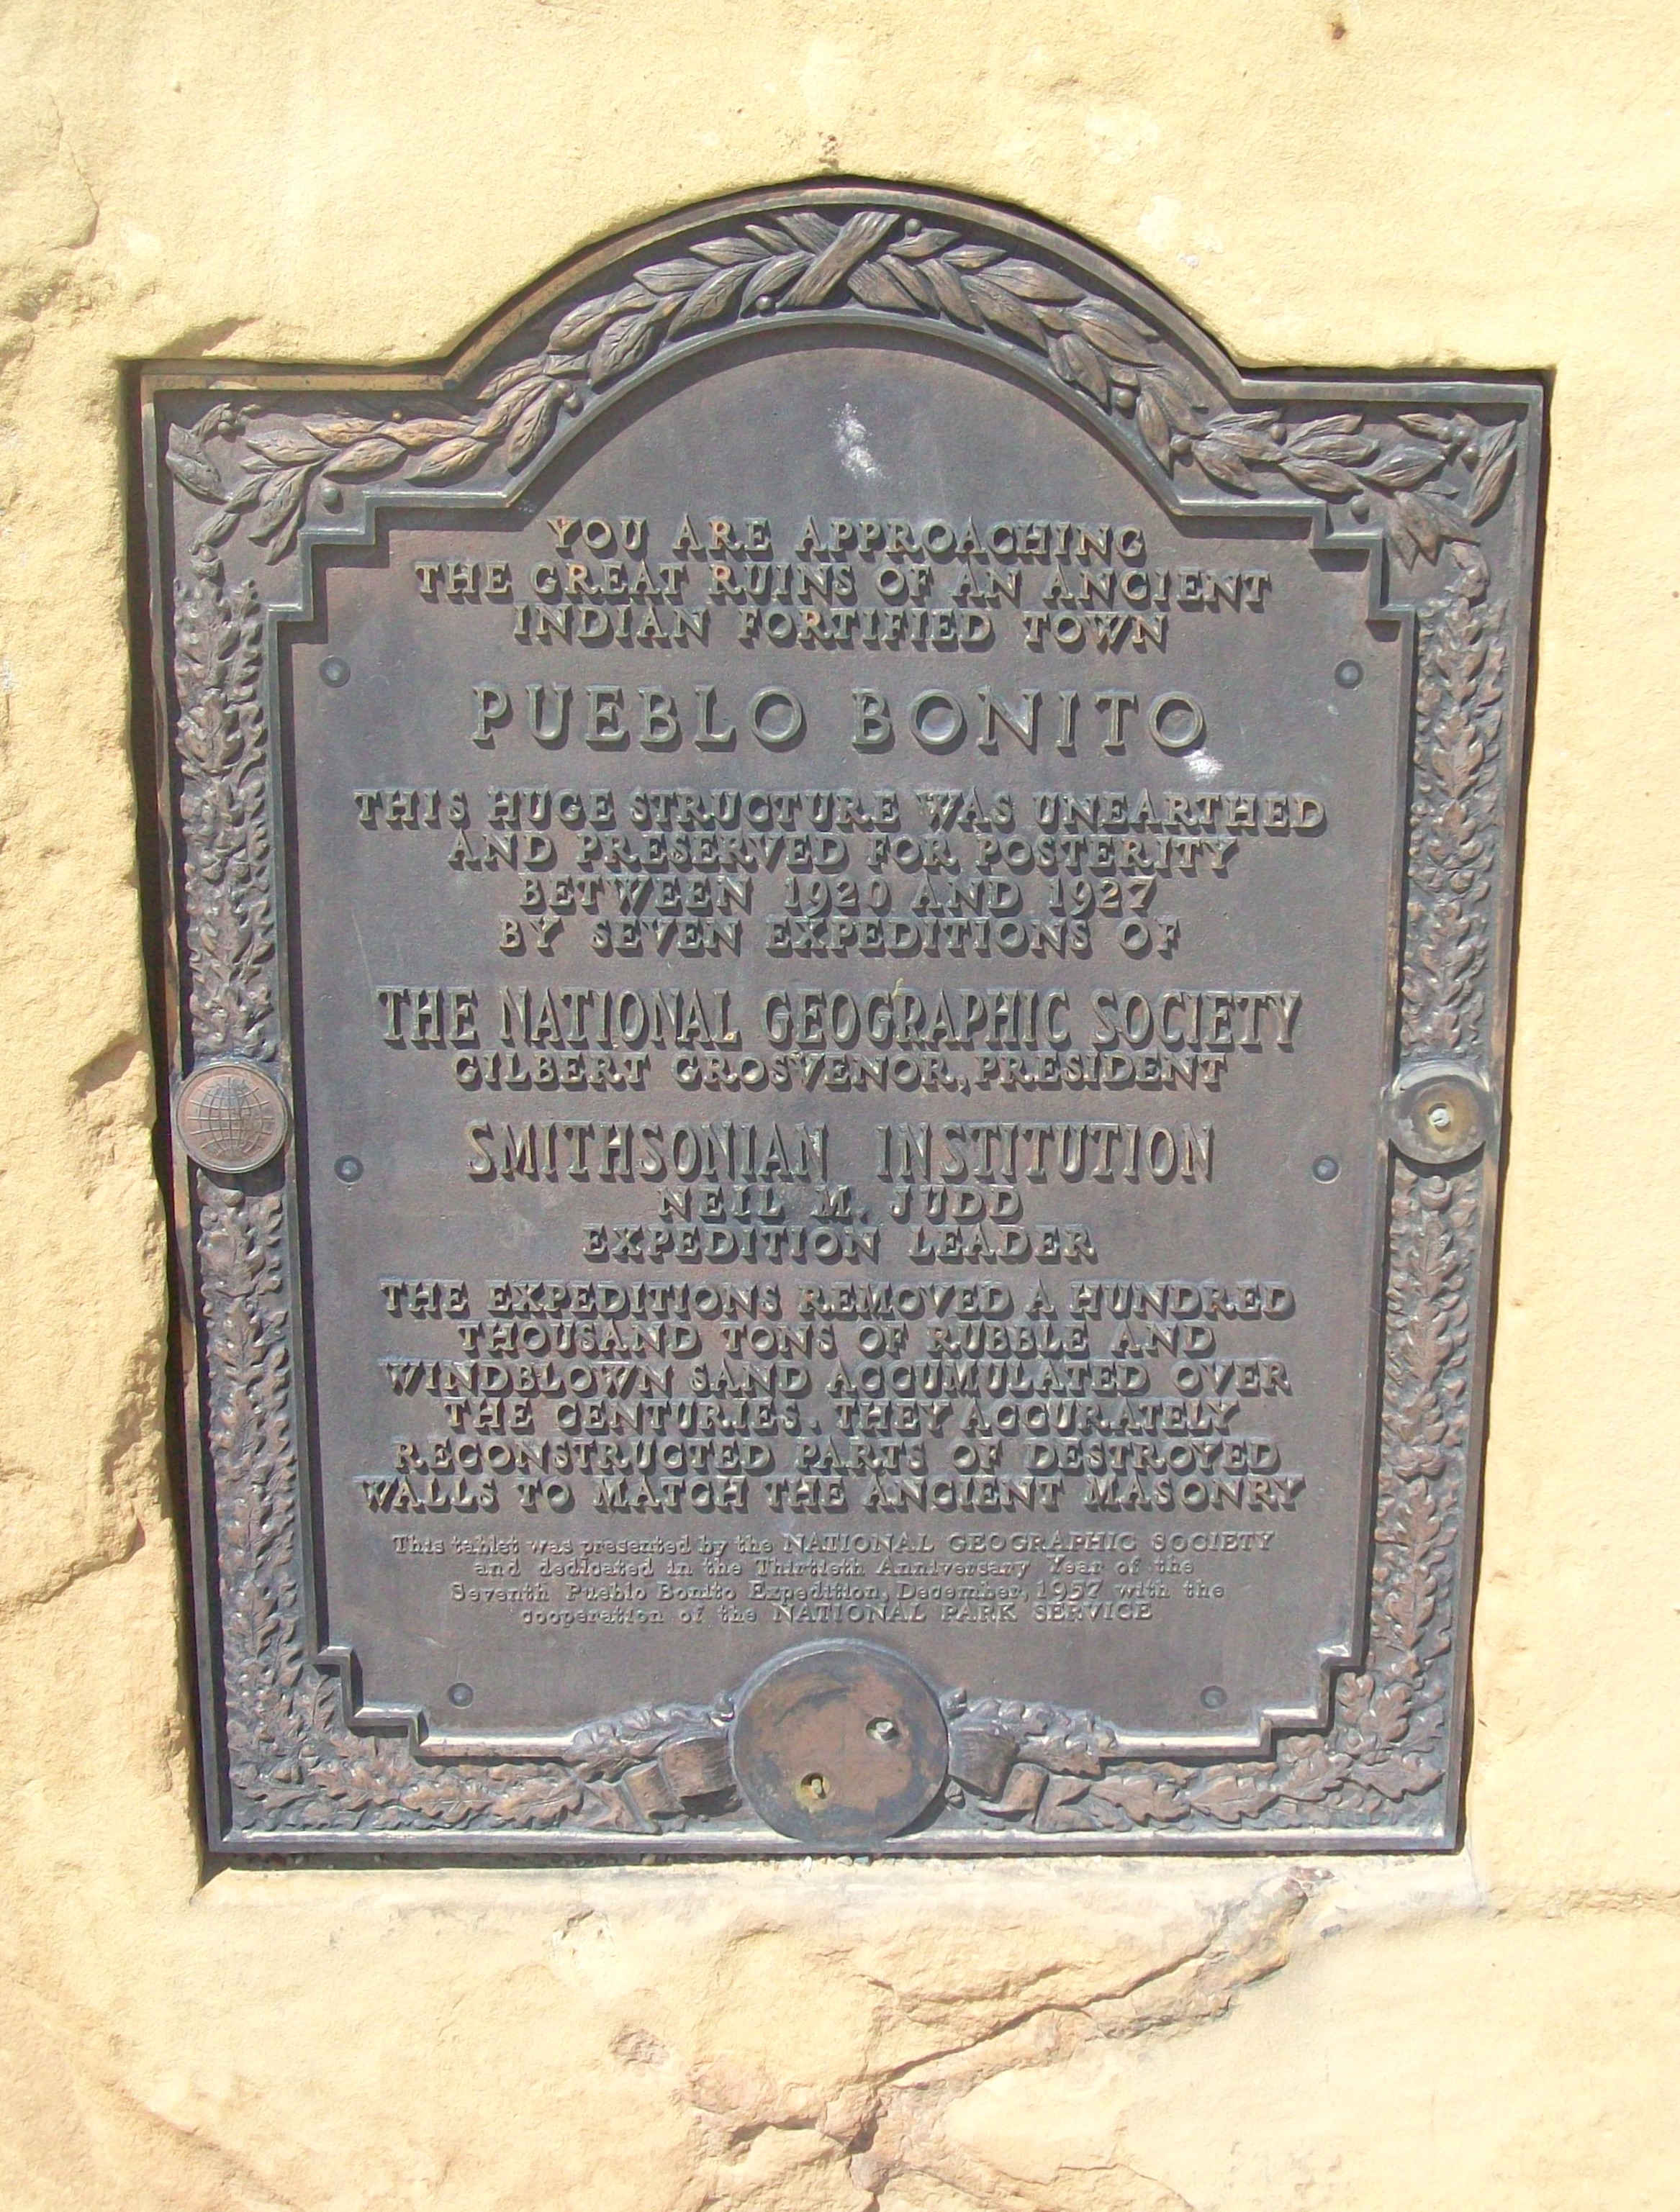 YOU ARE APPROACHING
THE GREAT RUINS OF AN ANCIENT
INDIAN FORTIFIED TOWN
PUEBLO BONITO
THIS HUGE STRUCTURE WAS UNEARTHED
AND PRESERVED FOR POSTERITY
BETWEEN 1920 AND 1927
BY SEVEN EXPEDITIONS OF
THE NATIONAL GEOGRAPHIC SOCIETY
GILBERT GROSVENOR, PRESIDENT
SMITHSONIAN INSTITUTION
NEIL M. JUDD
EXPEDITION LEADER
THE EXPEDITIONS REMOVED A HUNDRED
THOUSAND TONS OF RUBBLE AND
WINDBLOWN SAND ACCUMULATED OVER
THE CENTURIES. THEY ACCURATELY
RECONSTRUCTED PARTS OF DESTROYED
WALLS TO MATCH THE ANCIENT MASONRY
This tablet was presented by the NATIONAL GEOGRAPHIC SOCIETY
and dedicated in the Thirtieth Anniversary Year of the
Seventh Pueblo Bonito Expedition, December, 1957 with the
cooperation of the NATIONAL PARK SERVICE